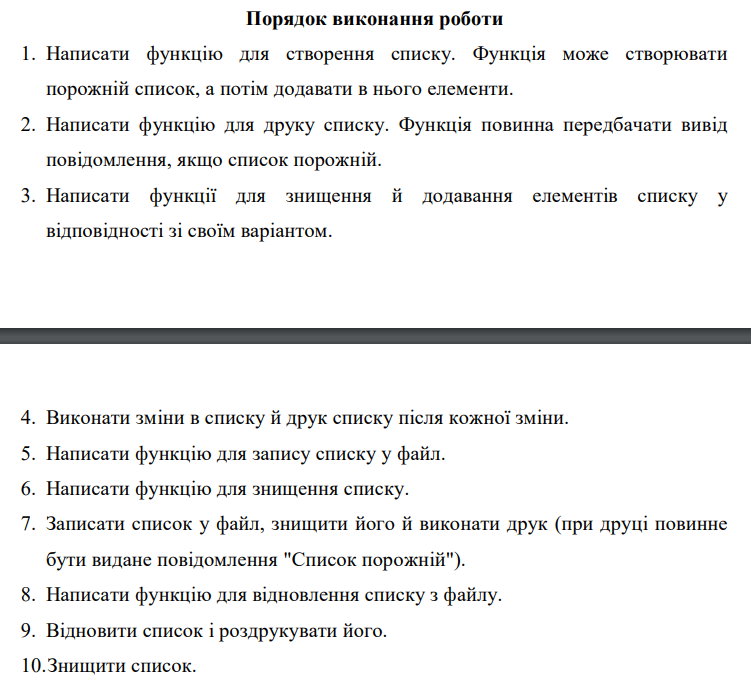 Порядок виконання роботи
1. Написати функцію для створення списку. Функція може створювати
порожній список, а потім додавати в нього елементи.
2. Написати функцію для друку списку. Функція повинна передбачати вивід
повідомлення, якщо список порожній.
3. Написати функції для знищення й додавання елементів списку у
відповідності зі своїм варіантом.
4. Виконати зміни в списку й друк списку після кожної зміни.
5. Написати функцію для запису списку у файл.
6. Написати функцію для знищення списку.
7. Записати список у файл, знищити його й виконати друк (при друці повинне
бути видане повідомлення "Список порожній").
8. Написати функцію для відновлення списку з файлу.
9. Відновити список і роздрукувати його.
10.Знищити список.